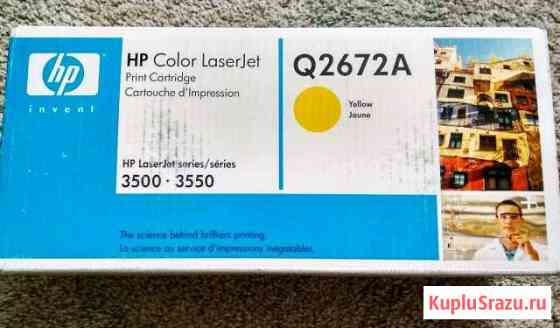 hp
invent
HP Color LaserJet
Print Cartridge
Cartouche d'Impression
HP LaserJet series/séries
3500 · 3550
Q2672A
Yellow
Jaune
The science behind brilliant printing.
La science au service d'impressions inégalables.
KupluSrazu.ru